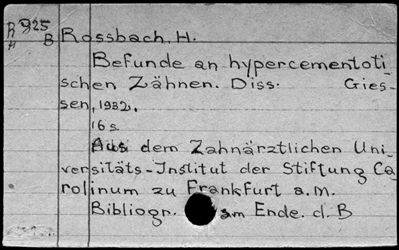 R 925
H B
Rossbach, H.
Befunde an hypercementoti-
schen Zähnen. Diss. Gies-
sen, 1932.
16 s.
Aus dem Zahnärztlichen Uni-
versitäts-Institut der Stiftung Ca
rolinum zu Frankfurt a.M.
Bibliogr. am Ende. d. B